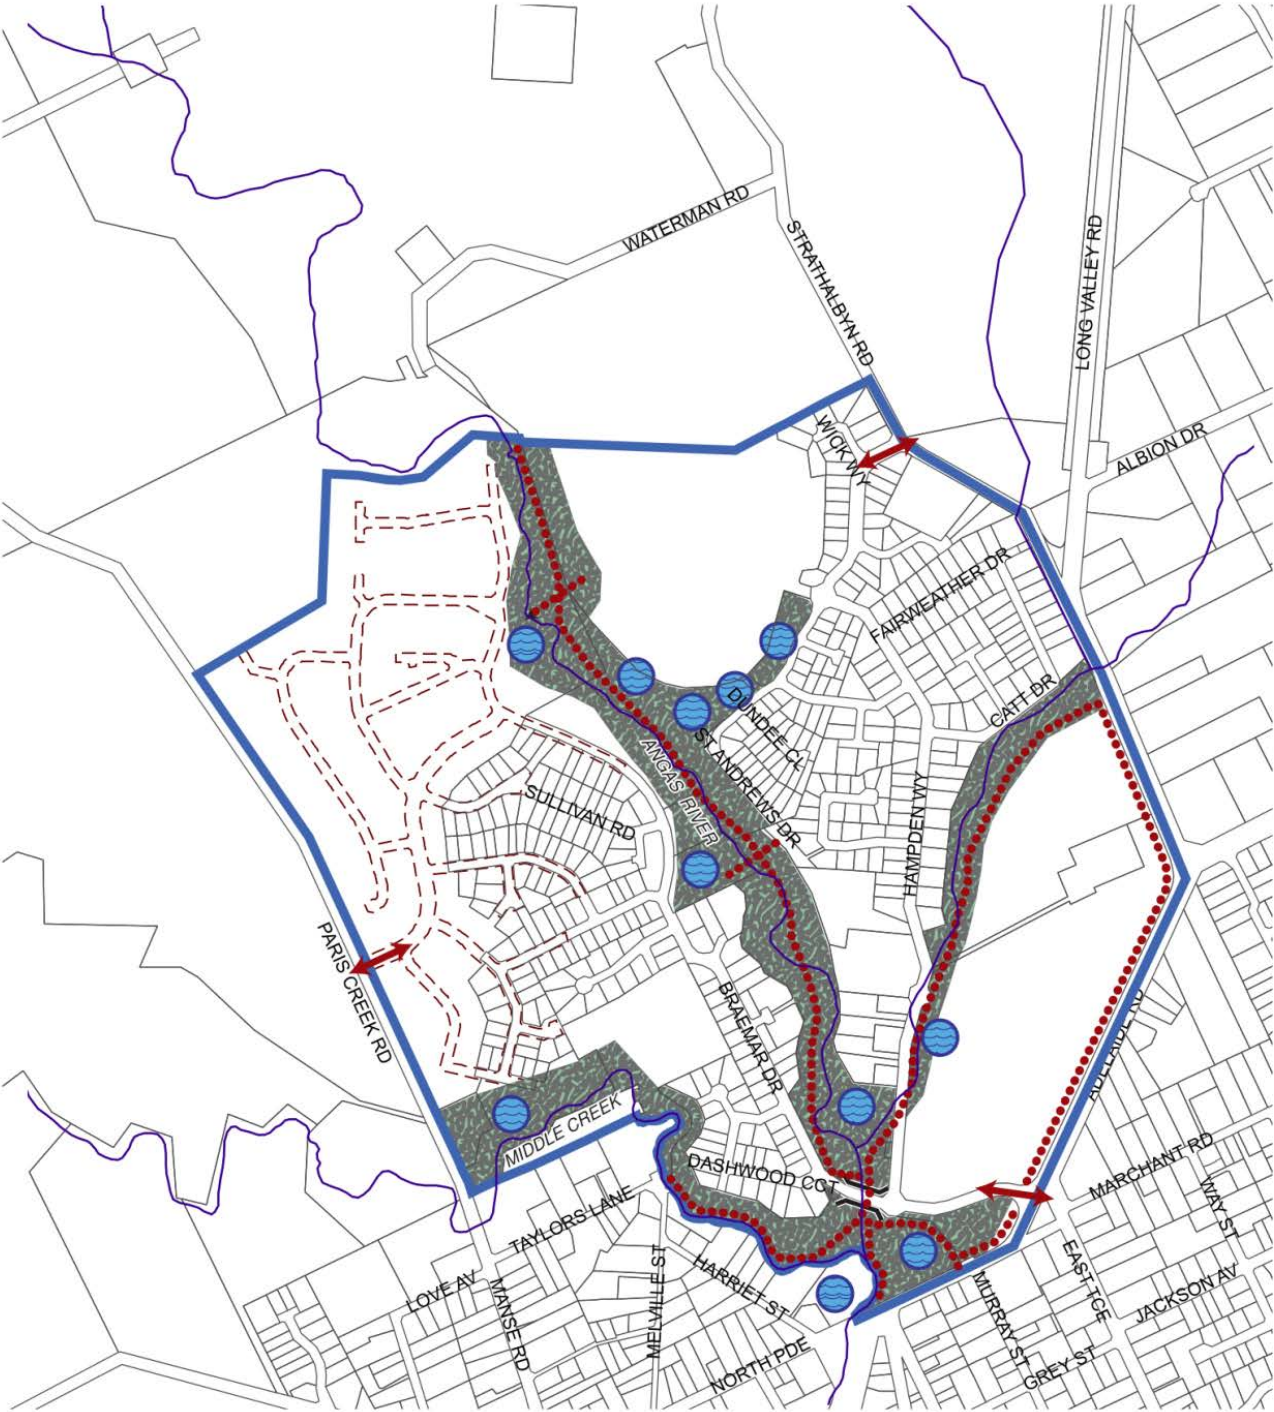 WATERMAN RD
STRATHALBYN RD
LONG VALLEY RD
WICK WY
ALBION DR
FAIRWEATHER DR
CATT DR
DUNDEE CL
ST ANDREWS DR
ANGAS RIVER
SULLIVAN RD
HAMPDEN WY
PARIS CREEK RD
BRAEMAR DR
ADELAIDE RD
MIDDLE CREEK
DASHWOOD CCT
MARCHANT RD
WAY ST
TAYLORS LANE
LOVE AV
MANSE RD
MELVILLE ST
HARRIET ST
NORTH PDE
MURRAY ST
EAST TCE
JACKSON AV
GREY ST